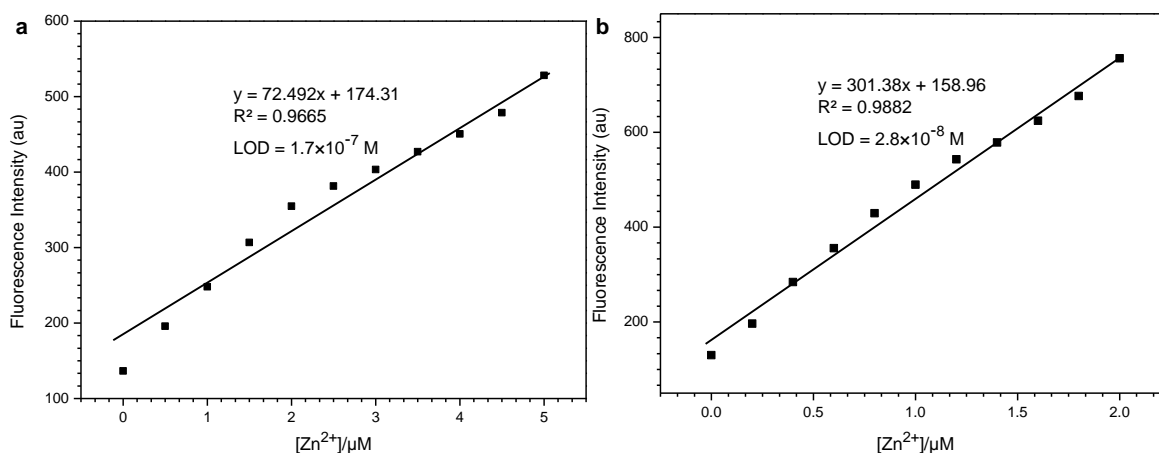 a
600
500
400
300
200
100
Fluorescence Intensity (au)
y = 72.492x + 174.31
R² = 0.9665
LOD = 1.7×10⁻⁷ M
0 1 2 3 4 5
[Zn²⁺]/μM
b
800
600
400
200
Fluorescence Intensity (au)
y = 301.38x + 158.96
R² = 0.9882
LOD = 2.8×10⁻⁸ M
0.0 0.5 1.0 1.5 2.0
[Zn²⁺]/μM